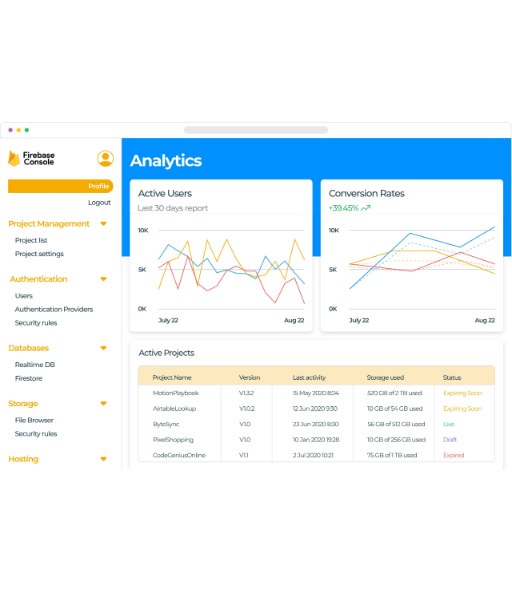 Firebase
Console
Profile
Logout
Project Management
Project list
Project settings
Authentication
Users
Authentication Providers
Security rules
Databases
Realtime DB
Firestore
Storage
File Browser
Security rules
Hosting
Analytics
Active Users
Last 30 days report
10K
5K
0K
July 22
Aug 22
Conversion Rates
+39.45%
10K
5K
0K
July 22
Aug 22
Active Projects
Project Name Version Last activity Storage used Status
MotionPlaybook V1.3.2 15 May 2020 8:24 520 GB of 2 TB used Expiring Soon
AirtableLookup V1.0.2 12 Jun 2020 9:30 10 GB of 54 GB used Expiring Soon
ByteSync V1.0 23 Jun 2020 8:30 56 GB of 512 GB used Live
PixelShopping V1.0 10 Jan 2020 19:28 10 GB of 256 GB used Draft
CodeGeniusOnline V1.1 2 Jul 2020 10:21 75 GB of 1 TB used Expired